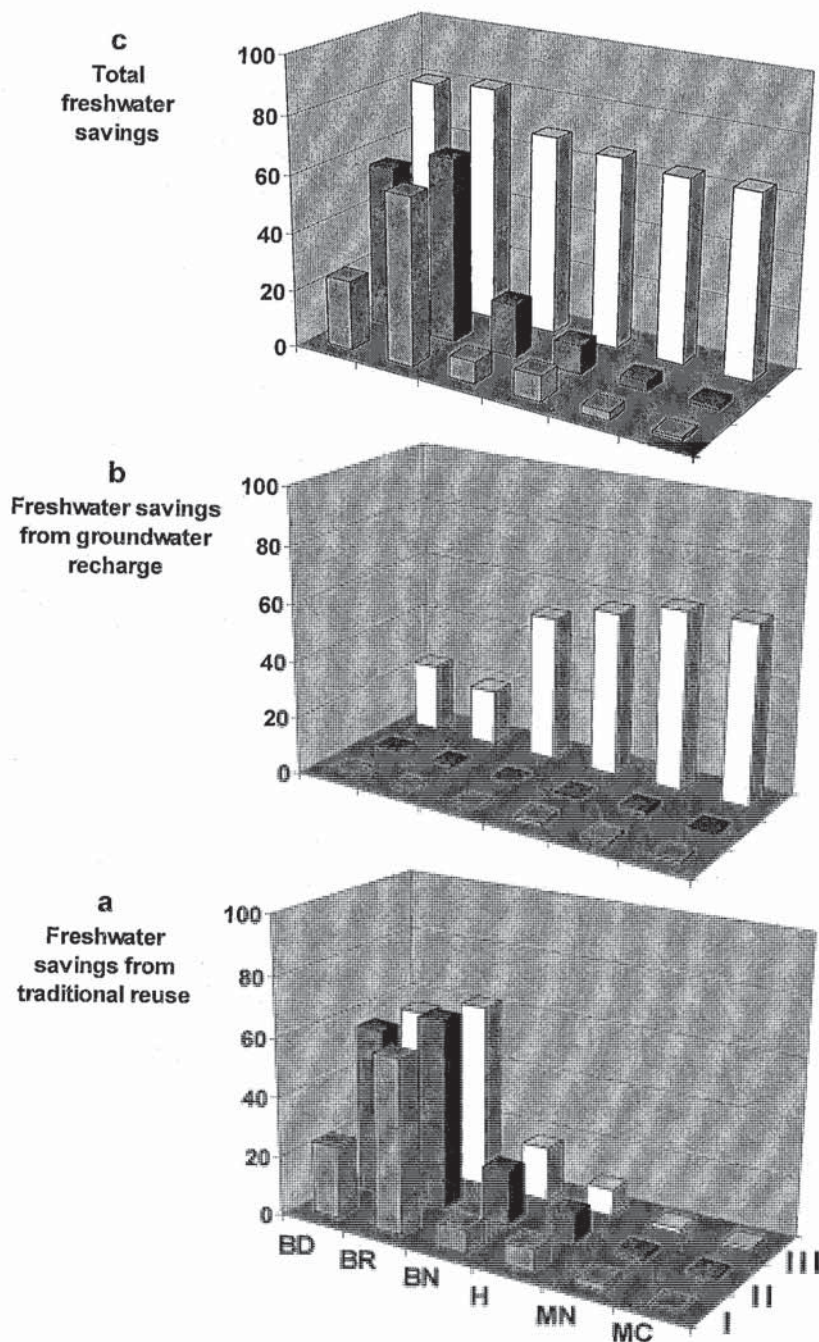 c
Total
freshwater
savings
100
80
60
40
20
0
b
Freshwater savings
from groundwater
recharge
100
80
60
40
20
0
a
Freshwater
savings from
traditional reuse
100
80
60
40
20
0
BD
BR
BN
H
MN
MC
I
II
III